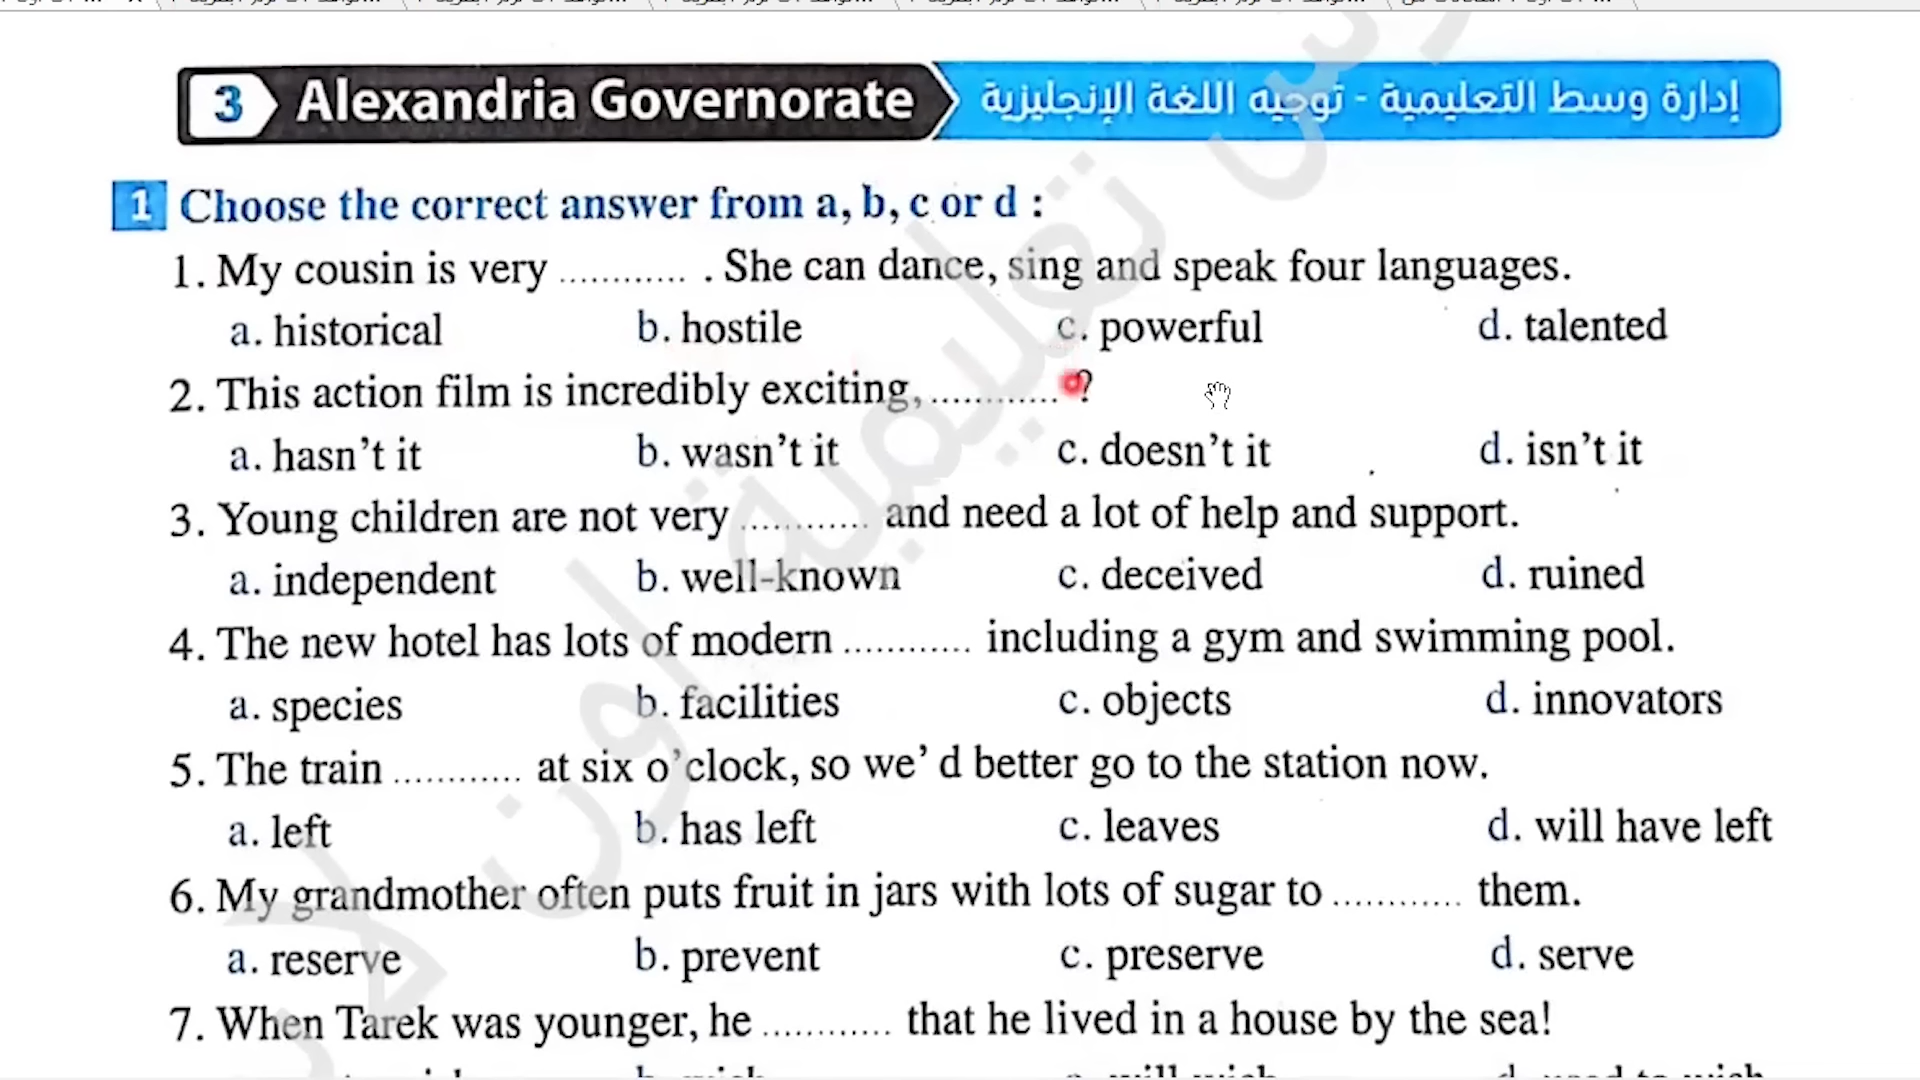 3 Alexandria Governorate إدارة وسط التعليمية - توجيه اللغة الإنجليزية
1 Choose the correct answer from a, b, c or d :
1. My cousin is very ............ . She can dance, sing and speak four languages.
a. historical b. hostile c. powerful d. talented
2. This action film is incredibly exciting, ............ ?
a. hasn't it b. wasn't it c. doesn't it d. isn't it
3. Young children are not very ............ and need a lot of help and support.
a. independent b. well-known c. deceived d. ruined
4. The new hotel has lots of modern ............ including a gym and swimming pool.
a. species b. facilities c. objects d. innovators
5. The train ............ at six o'clock, so we' d better go to the station now.
a. left b. has left c. leaves d. will have left
6. My grandmother often puts fruit in jars with lots of sugar to ............ them.
a. reserve b. prevent c. preserve d. serve
7. When Tarek was younger, he ............ that he lived in a house by the sea!
b. wish c. will wish d. used to wish